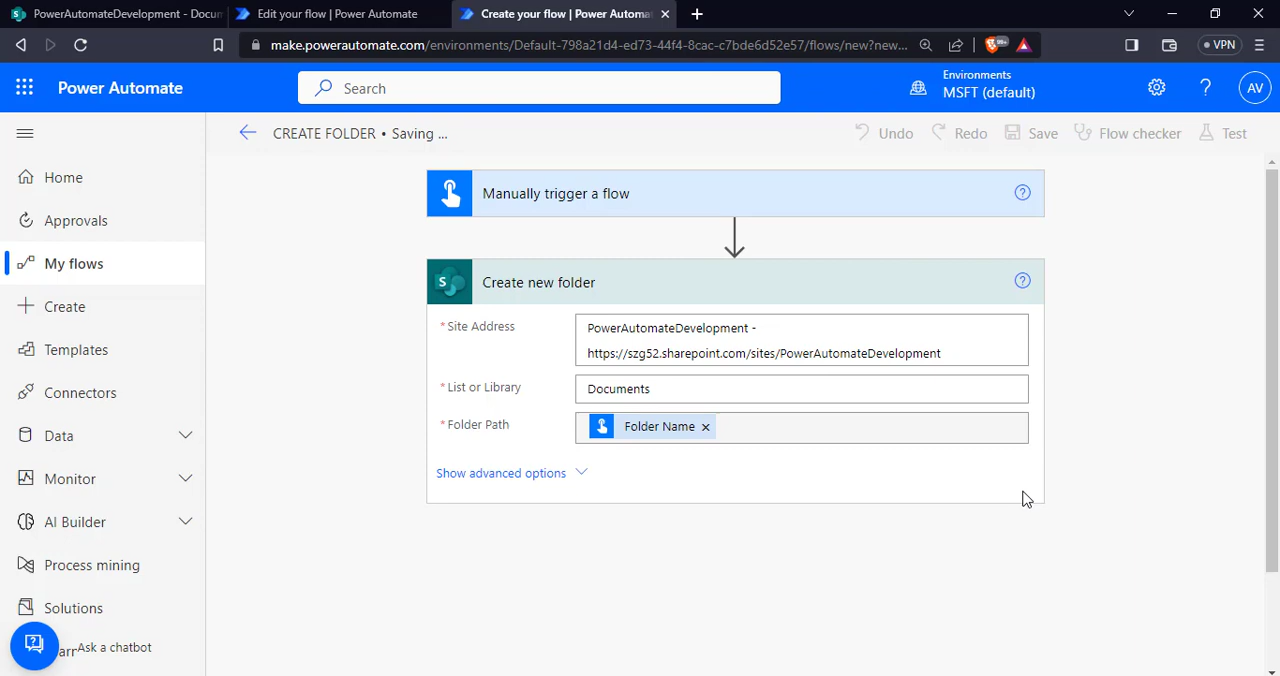 PowerAutomateDevelopment - Docum
Edit your flow | Power Automate
Create your flow | Power Automa
make.powerautomate.com/environments/Default-798a21d4-ed73-44f4-8cac-c7bde6d52e57/flows/new?new...
99+
VPN
Power Automate
Search
Environments
MSFT (default)
AV
CREATE FOLDER • Saving ...
Undo
Redo
Save
Flow checker
Test
Home
Approvals
My flows
Create
Templates
Connectors
Data
Monitor
AI Builder
Process mining
Solutions
Ask a chatbot
Manually trigger a flow
S
Create new folder
* Site Address
PowerAutomateDevelopment -
https://szg52.sharepoint.com/sites/PowerAutomateDevelopment
* List or Library
Documents
* Folder Path
Folder Name
Show advanced options